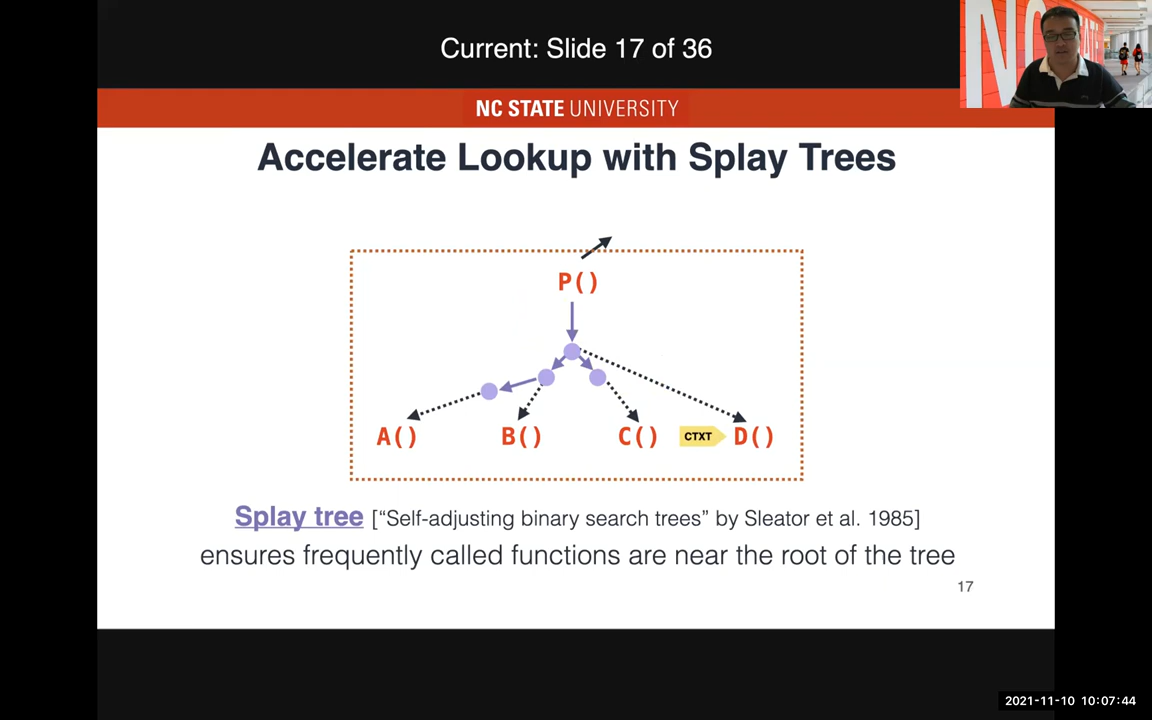 Current: Slide 17 of 36
NC STATE UNIVERSITY
Accelerate Lookup with Splay Trees
P()
A() B() C() CTXT D()
Splay tree [“Self-adjusting binary search trees” by Sleator et al. 1985]
ensures frequently called functions are near the root of the tree
17
2021-11-10 10:07:44